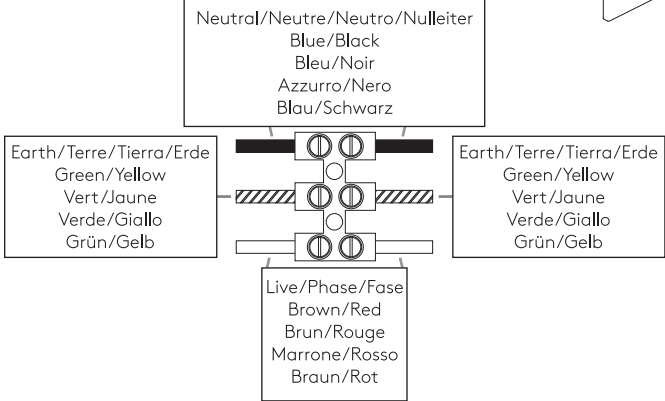 Neutral/Neutre/Neutro/Nulleiter
Blue/Black
Bleu/Noir
Azzurro/Nero
Blau/Schwarz
Earth/Terre/Tierra/Erde
Green/Yellow
Vert/Jaune
Verde/Giallo
Grün/Gelb
Earth/Terre/Tierra/Erde
Green/Yellow
Vert/Jaune
Verde/Giallo
Grün/Gelb
Live/Phase/Fase
Brown/Red
Brun/Rouge
Marrone/Rosso
Braun/Rot